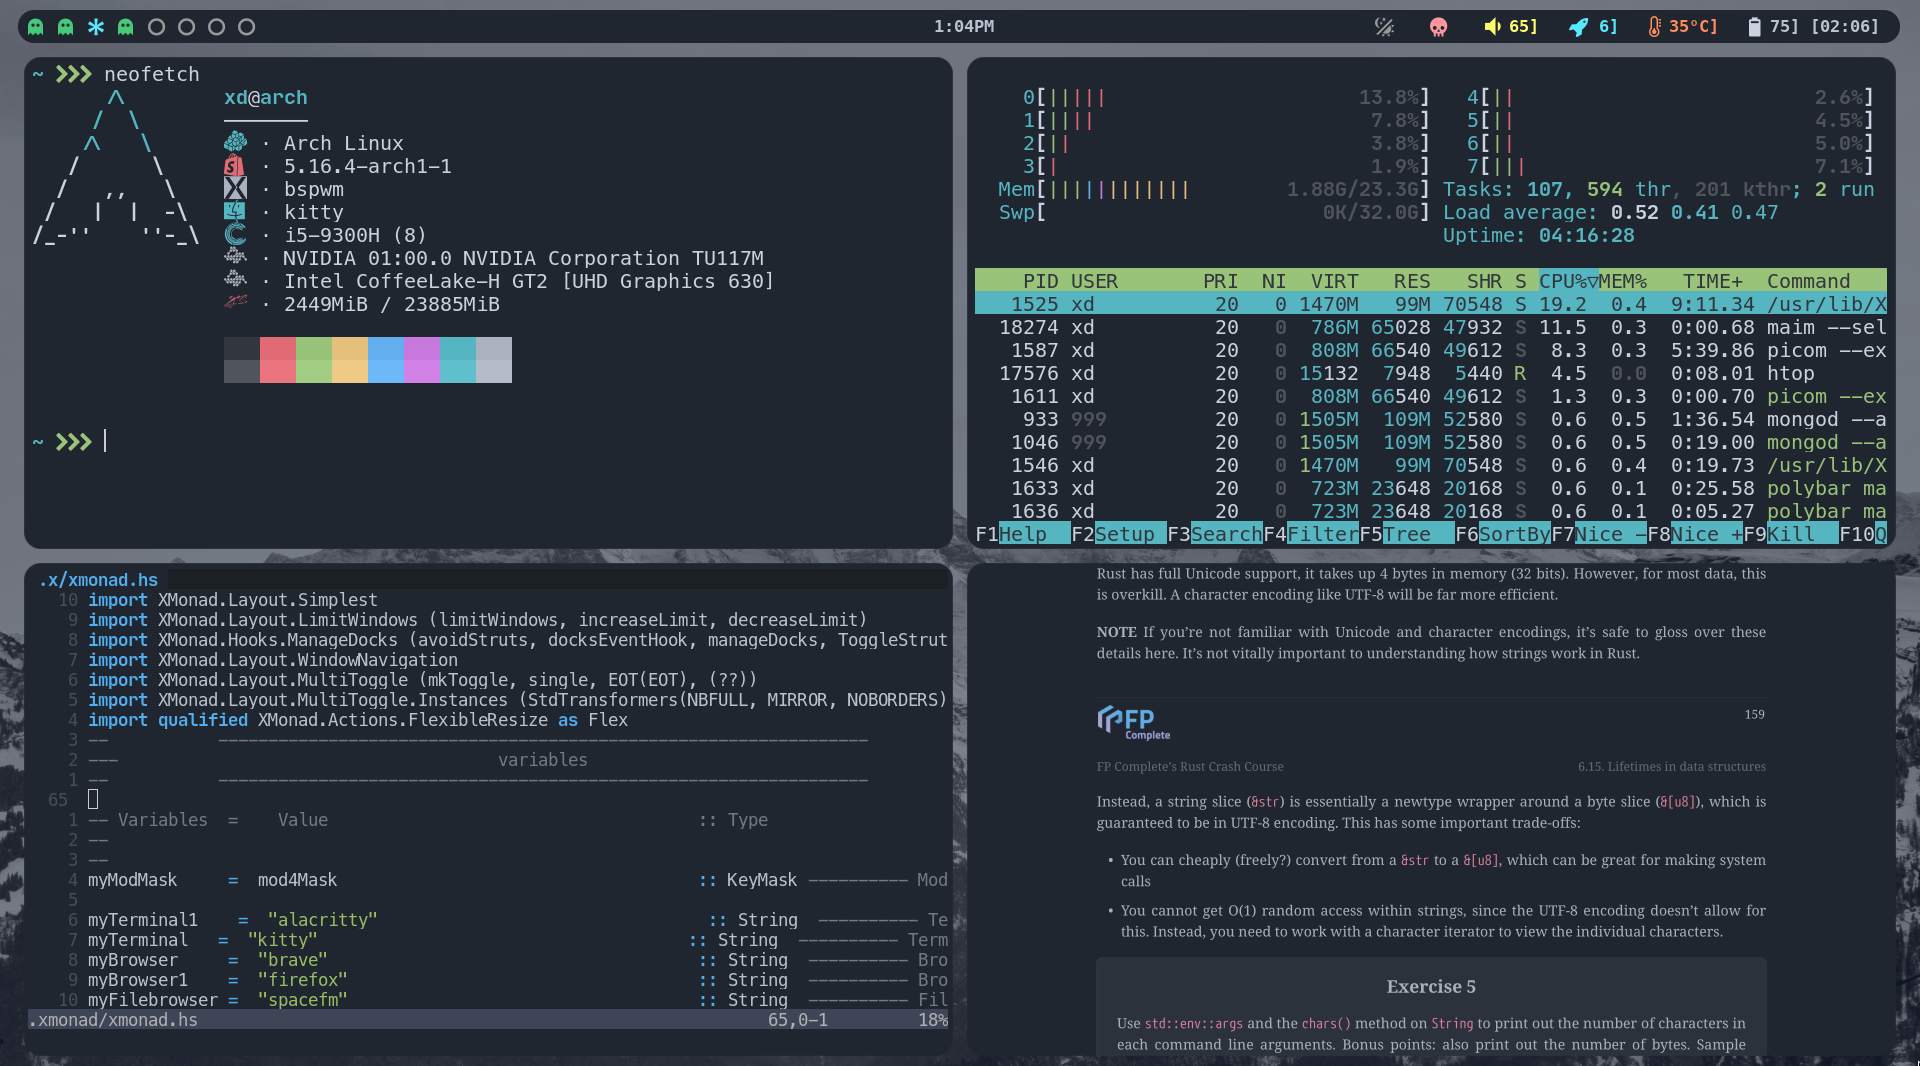 1:04PM
65]
6]
35°C]
75] [02:06]
~ ❯❯❯ neofetch
xd@arch
· Arch Linux
· 5.16.4-arch1-1
· bspwm
· kitty
· i5-9300H (8)
· NVIDIA 01:00.0 NVIDIA Corporation TU117M
· Intel CoffeeLake-H GT2 [UHD Graphics 630]
· 2449MiB / 23885MiB
~ ❯❯❯
0[||||| 13.8%] 4[|| 2.6%]
1[|||| 7.8%] 5[|| 4.5%]
2[|| 3.8%] 6[|| 5.0%]
3[| 1.9%] 7[||| 7.1%]
Mem[|||||||||||| 1.88G/23.3G] Tasks: 107, 594 thr, 201 kthr; 2 run
Swp[ 0K/32.0G] Load average: 0.52 0.41 0.47
Uptime: 04:16:28
PID USER PRI NI VIRT RES SHR S CPU%▽MEM% TIME+ Command
1525 xd 20 0 1470M 99M 70548 S 19.2 0.4 9:11.34 /usr/lib/X
18274 xd 20 0 786M 65028 47932 S 11.5 0.3 0:00.68 maim --sel
1587 xd 20 0 808M 66540 49612 S 8.3 0.3 5:39.86 picom --ex
17576 xd 20 0 15132 7948 5440 R 4.5 0.0 0:08.01 htop
1611 xd 20 0 808M 66540 49612 S 1.3 0.3 0:00.70 picom --ex
933 999 20 0 1505M 109M 52580 S 0.6 0.5 1:36.54 mongod --a
1046 999 20 0 1505M 109M 52580 S 0.6 0.5 0:19.00 mongod --a
1546 xd 20 0 1470M 99M 70548 S 0.6 0.4 0:19.73 /usr/lib/X
1633 xd 20 0 723M 23648 20168 S 0.6 0.1 0:25.58 polybar ma
1636 xd 20 0 723M 23648 20168 S 0.6 0.1 0:05.27 polybar ma
F1Help F2Setup F3SearchF4FilterF5Tree F6SortByF7Nice -F8Nice +F9Kill F10Q
.x/xmonad.hs
10 import XMonad.Layout.Simplest
9 import XMonad.Layout.LimitWindows (limitWindows, increaseLimit, decreaseLimit)
8 import XMonad.Hooks.ManageDocks (avoidStruts, docksEventHook, manageDocks, ToggleStrut
7 import XMonad.Layout.WindowNavigation
6 import XMonad.Layout.MultiToggle (mkToggle, single, EOT(EOT), (??))
5 import XMonad.Layout.MultiToggle.Instances (StdTransformers(NBFULL, MIRROR, NOBORDERS)
4 import qualified XMonad.Actions.FlexibleResize as Flex
3 -- -----------------------------------------------------------------
2 --- variables
1 -- -----------------------------------------------------------------
65
1 -- Variables = Value :: Type
2 --
3 --
4 myModMask = mod4Mask :: KeyMask ---------- Mod
5
6 myTerminal1 = "alacritty" :: String ---------- Te
7 myTerminal = "kitty" :: String ---------- Term
8 myBrowser = "brave" :: String ---------- Bro
9 myBrowser1 = "firefox" :: String ---------- Bro
10 myFilebrowser = "spacefm" :: String ---------- Fil
.xmonad/xmonad.hs 65,0-1 18%
Rust has full Unicode support, it takes up 4 bytes in memory (32 bits). However, for most data, this
is overkill. A character encoding like UTF-8 will be far more efficient.
NOTE If you’re not familiar with Unicode and character encodings, it’s safe to gloss over these
details here. It’s not vitally important to understanding how strings work in Rust.
FP
Complete
159
FP Complete’s Rust Crash Course 6.15. Lifetimes in data structures
Instead, a string slice (&str) is essentially a newtype wrapper around a byte slice (&[u8]), which is
guaranteed to be in UTF-8 encoding. This has some important trade-offs:
• You can cheaply (freely?) convert from a &str to a &[u8], which can be great for making system
calls
• You cannot get O(1) random access within strings, since the UTF-8 encoding doesn’t allow for
this. Instead, you need to work with a character iterator to view the individual characters.
Exercise 5
Use std::env::args and the chars() method on String to print out the number of characters in
each command line arguments. Bonus points: also print out the number of bytes. Sample